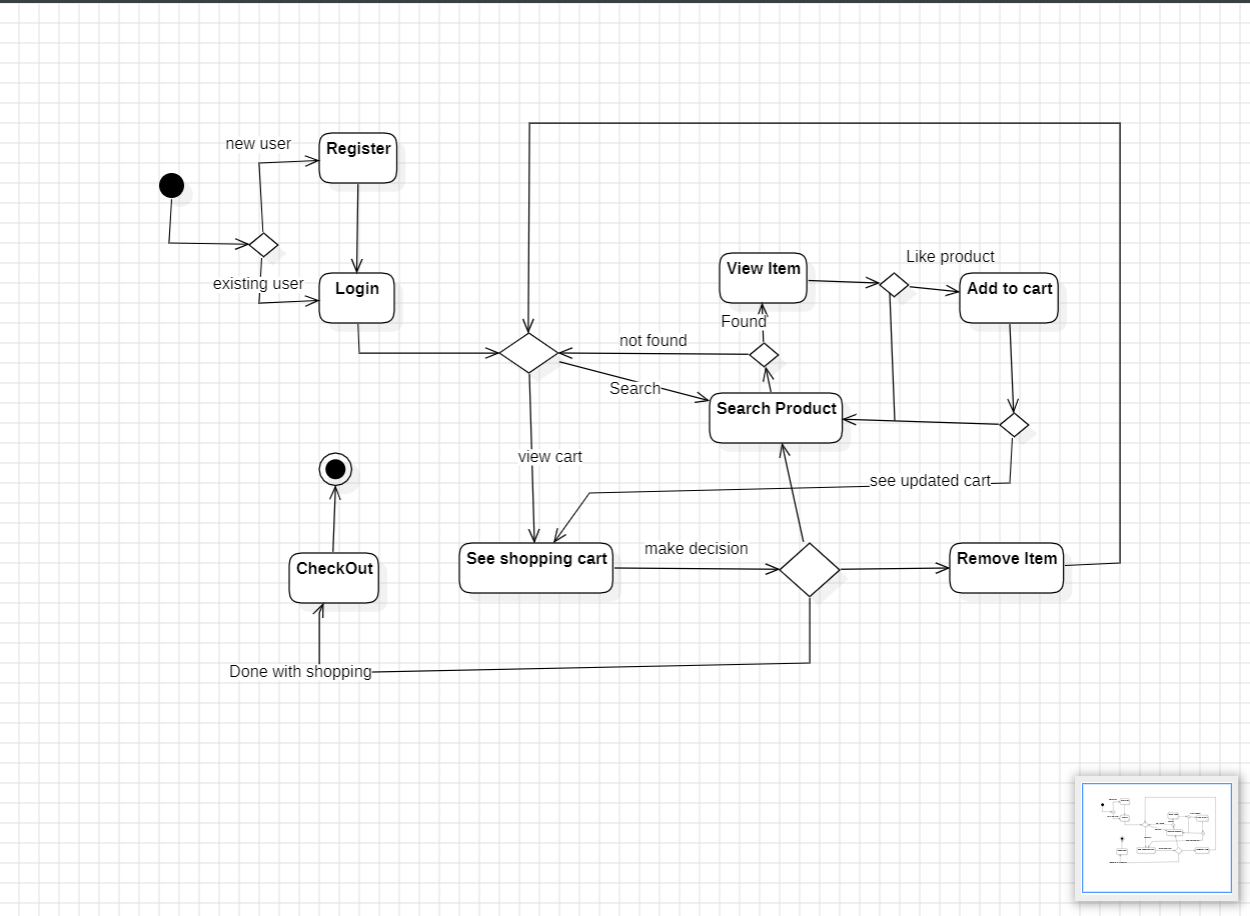 new user
Register
existing user
Login
Like product
View Item
Add to cart
Found
not found
Search
Search Product
view cart
see updated cart
make decision
See shopping cart
Remove Item
CheckOut
Done with shopping